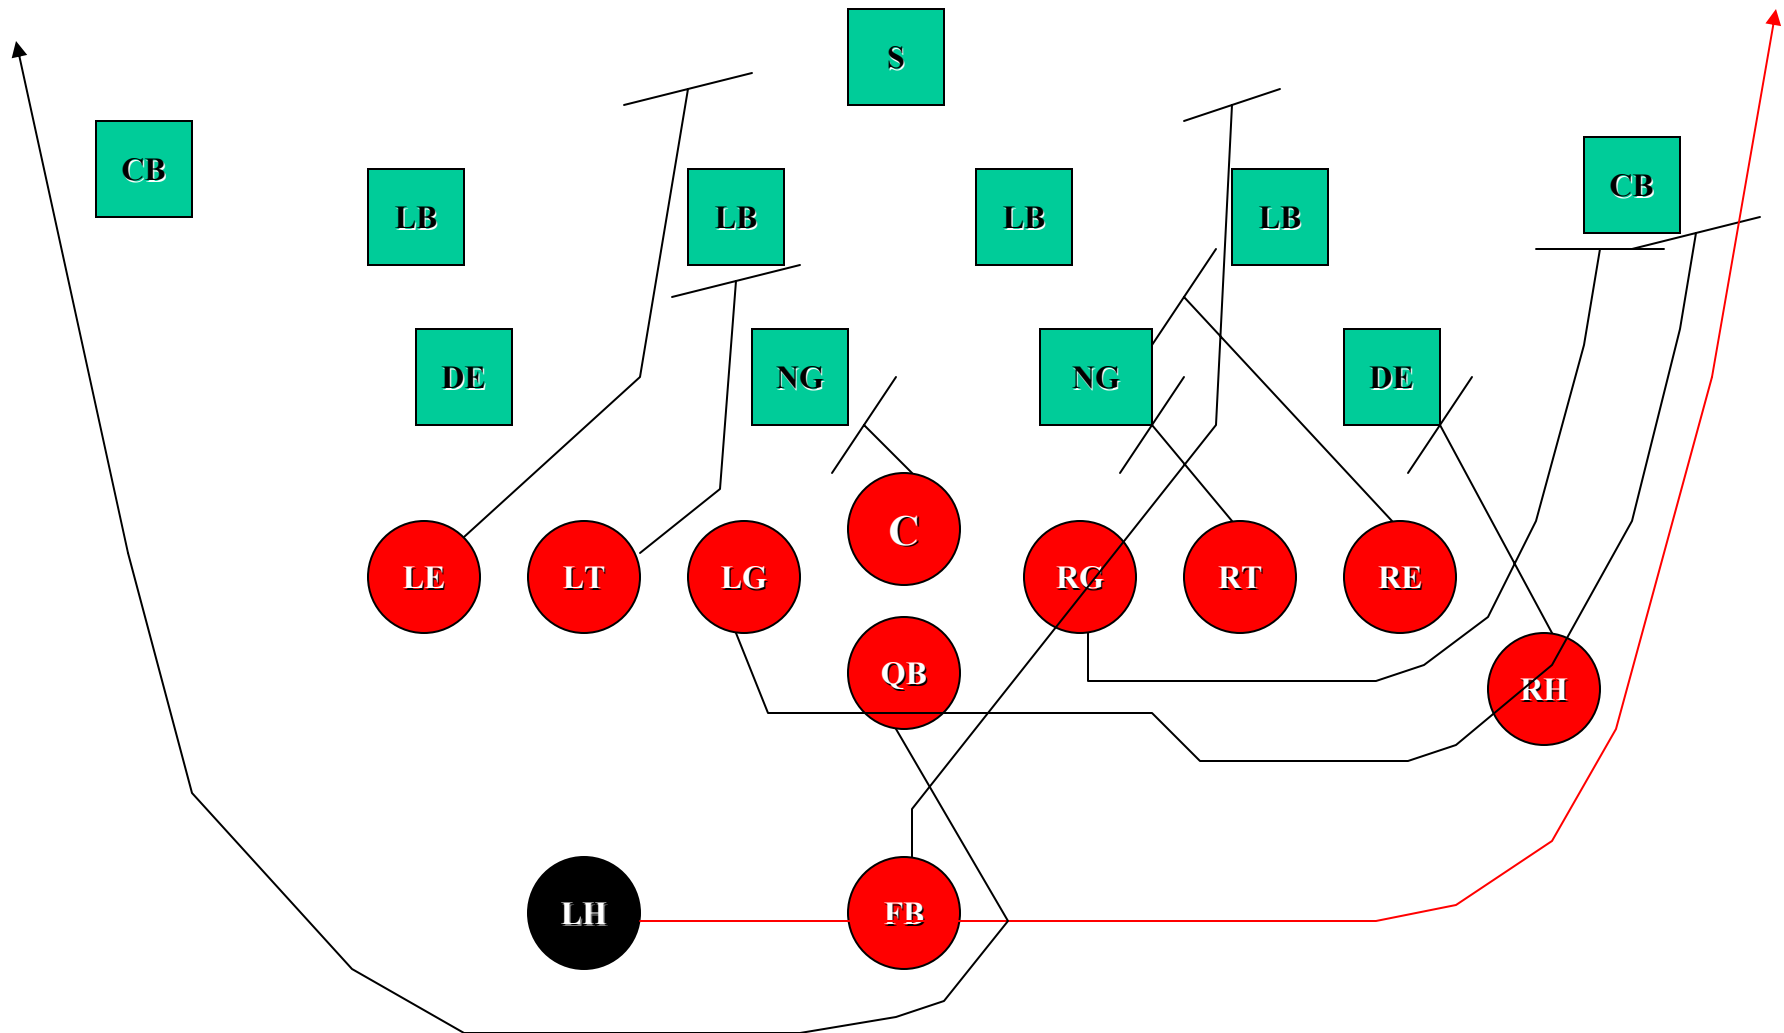 S
CB
CB
LB
LB
LB
LB
DE
NG
NG
DE
C
LE
LT
LG
RG
RT
RE
QB
RH
LH
FB